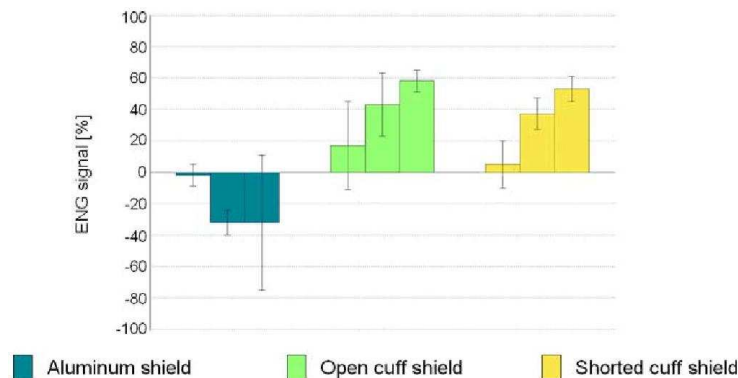 100
80
60
40
20
0
-20
-40
-60
-80
-100
ENG signal [%]
Aluminum shield
Open cuff shield
Shorted cuff shield